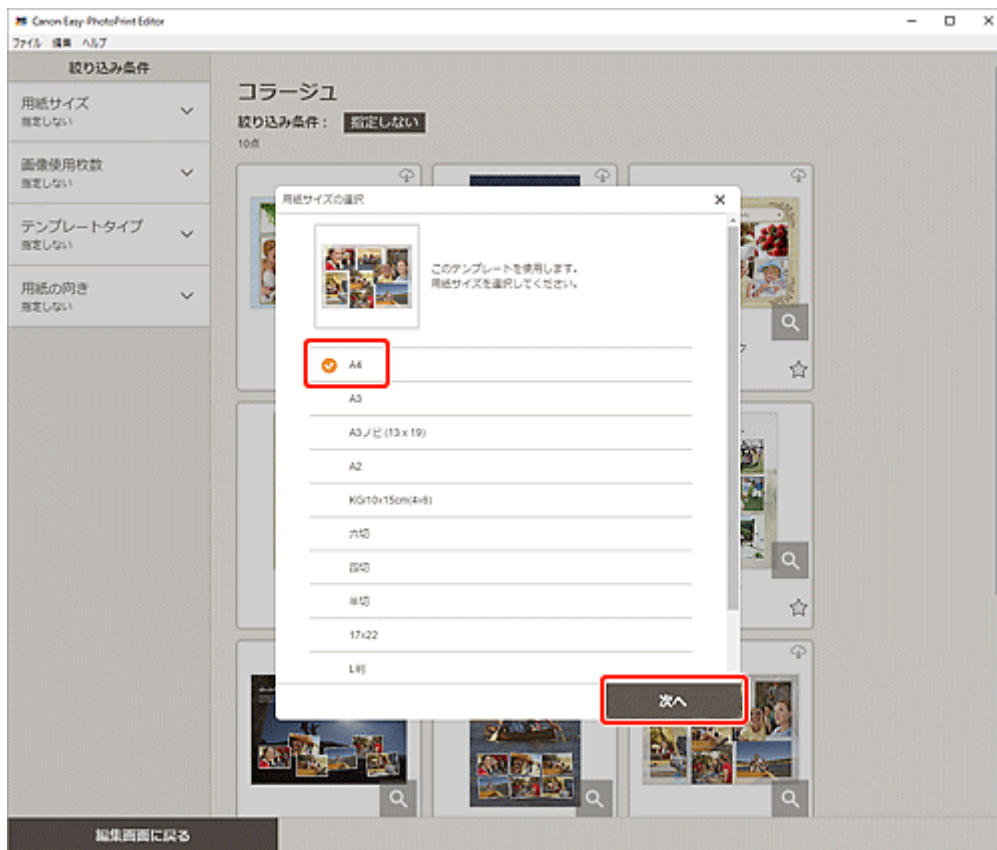 Canon Easy-PhotoPrint Editor
ファイル 編集 ヘルプ
絞り込み条件
用紙サイズ
指定しない
画像使用枚数
指定しない
テンプレートタイプ
指定しない
用紙の向き
指定しない
コラージュ
絞り込み条件： 指定しない
10点
用紙サイズの選択
このテンプレートを使用します。
用紙サイズを選択してください。
A4
A3
A3ノビ(13 x 19)
A2
KG/10x15cm(4x6)
六切
四切
半切
17x22
L判
次へ
編集画面に戻る